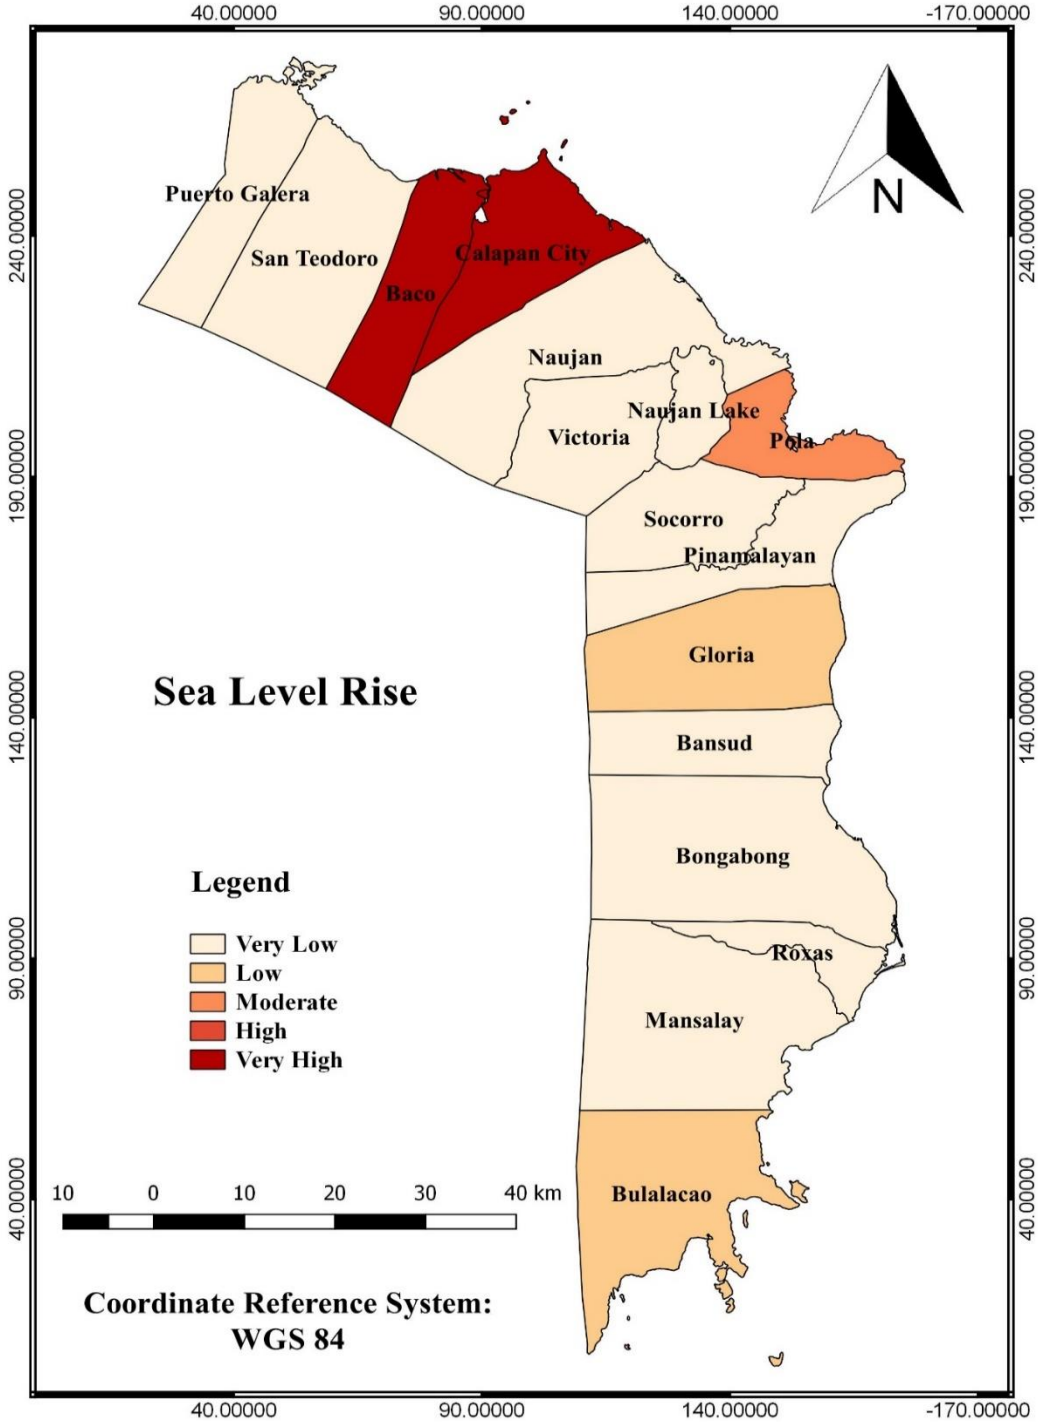 40.00000 90.00000 140.00000 -170.00000
240.00000 240.00000
190.00000 190.00000
140.00000 140.00000
90.00000 90.00000
40.00000 40.00000
N
Puerto Galera
San Teodoro
Calapan City
Baco
Naujan
Naujan Lake
Victoria
Pola
Socorro
Pinamalayan
Gloria
Sea Level Rise
Bansud
Bongabong
Roxas
Mansalay
Bulalacao
Legend
Very Low
Low
Moderate
High
Very High
10 0 10 20 30 40 km
Coordinate Reference System:
WGS 84
40.00000 90.00000 140.00000 -170.00000